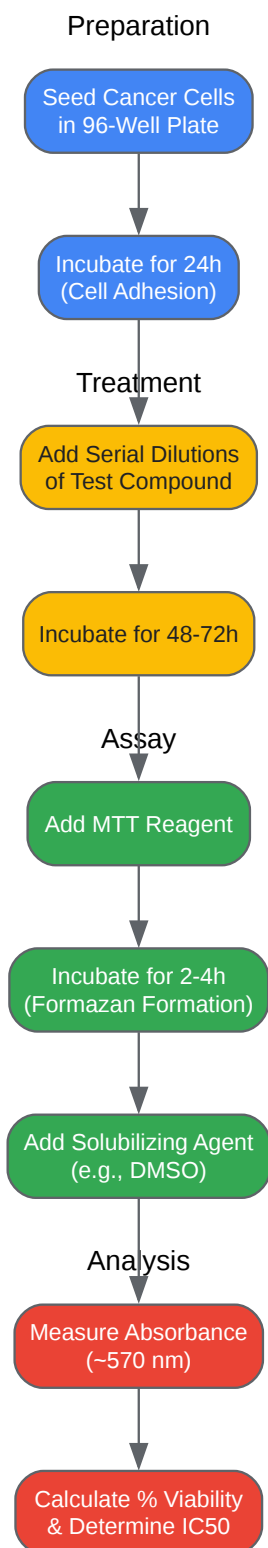 Preparation
Seed Cancer Cells
in 96-Well Plate
Incubate for 24h
(Cell Adhesion)
Treatment
Add Serial Dilutions
of Test Compound
Incubate for 48-72h
Assay
Add MTT Reagent
Incubate for 2-4h
(Formazan Formation)
Add Solubilizing Agent
(e.g., DMSO)
Analysis
Measure Absorbance
(~570 nm)
Calculate % Viability
& Determine IC50